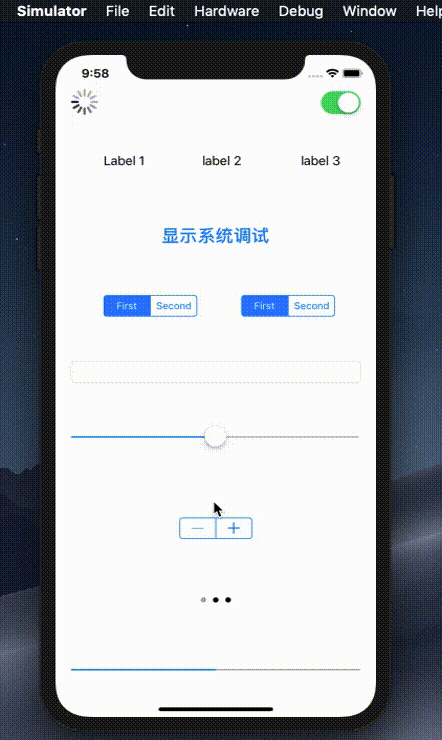 Simulator File Edit Hardware Debug Window Help
9:58
Label 1 label 2 label 3
显示系统调试
First Second First Second